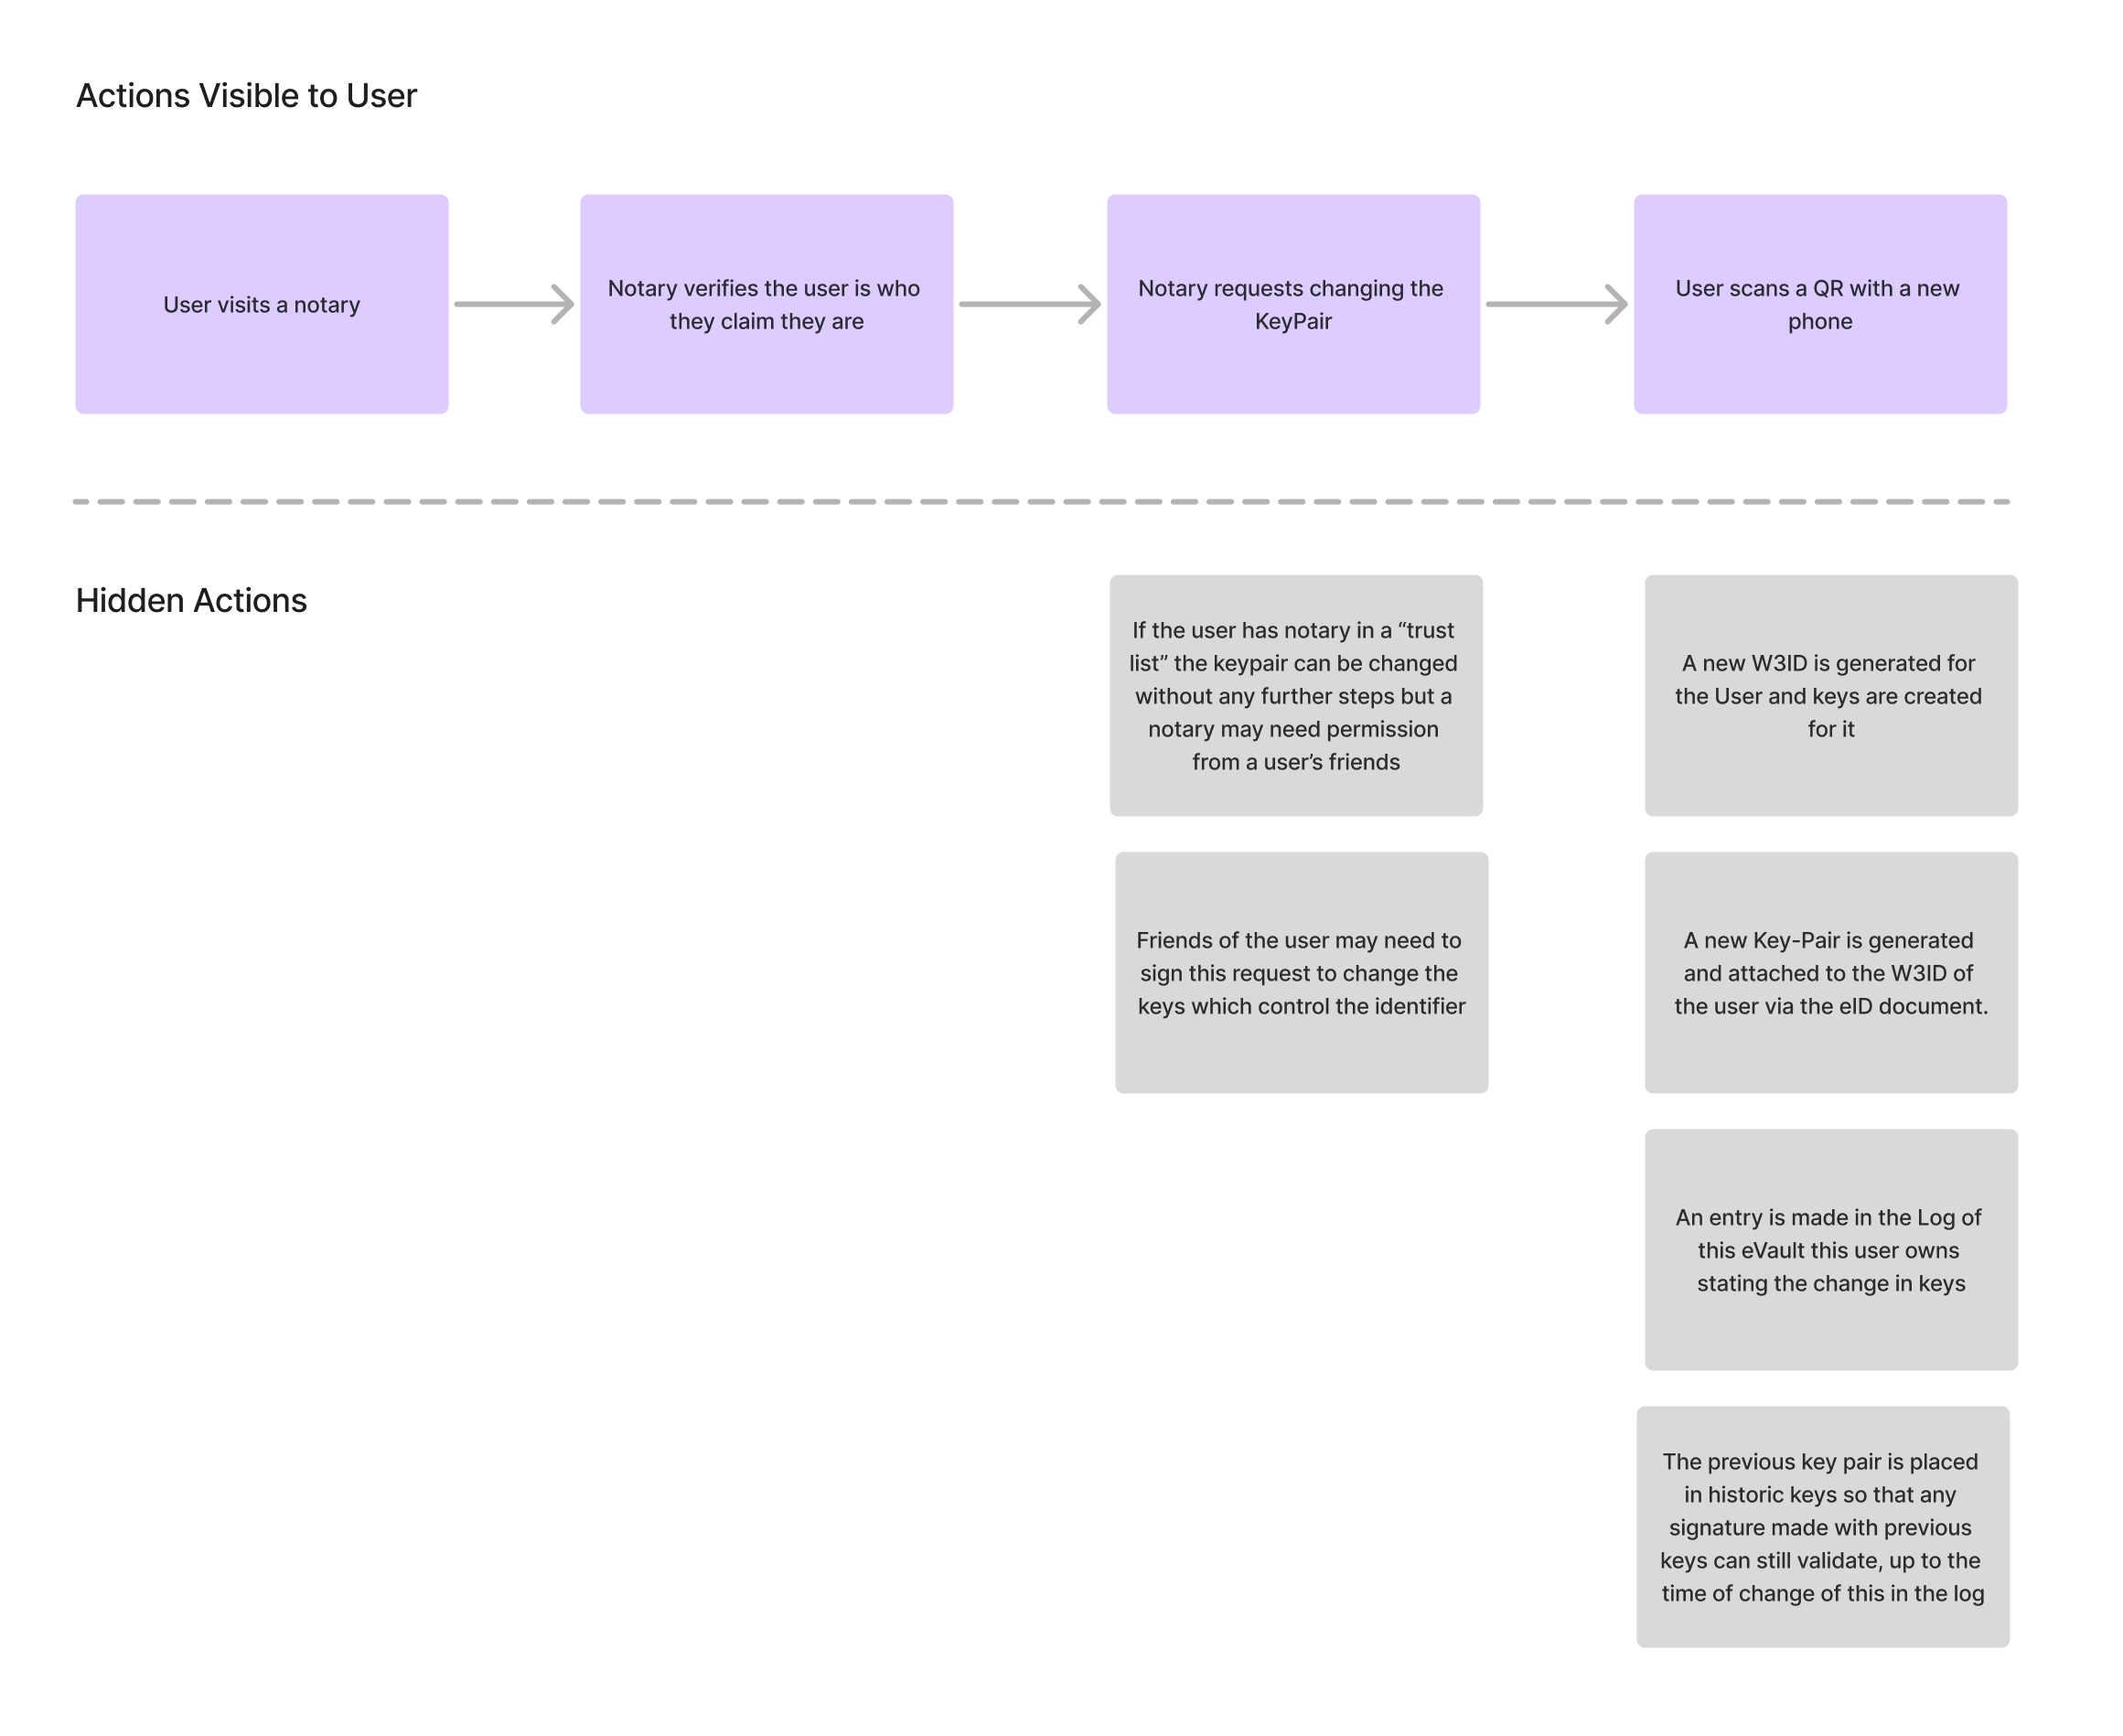 Actions Visible to User
User visits a notary
Notary verifies the user is who
they claim they are
Notary requests changing the
KeyPair
User scans a QR with a new
phone
Hidden Actions
If the user has notary in a “trust
list” the keypair can be changed
without any further steps but a
notary may need permission
from a user’s friends
Friends of the user may need to
sign this request to change the
keys which control the identifier
A new W3ID is generated for
the User and keys are created
for it
A new Key-Pair is generated
and attached to the W3ID of
the user via the eID document.
An entry is made in the Log of
this eVault this user owns
stating the change in keys
The previous key pair is placed
in historic keys so that any
signature made with previous
keys can still validate, up to the
time of change of this in the log